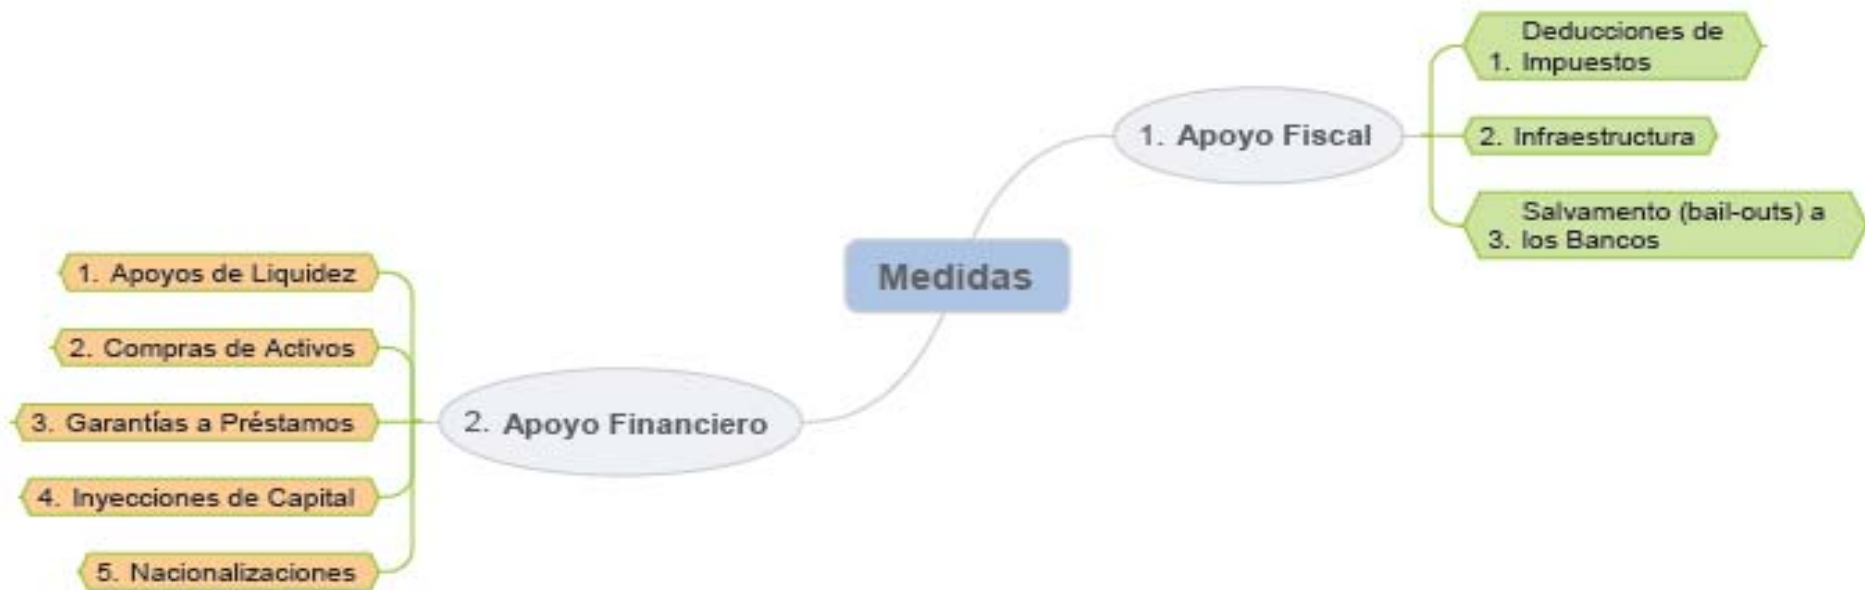 Medidas
1. Apoyo Fiscal
Deducciones de
1. Impuestos
2. Infraestructura
Salvamento (bail-outs) a
3. los Bancos
2. Apoyo Financiero
1. Apoyos de Liquidez
2. Compras de Activos
3. Garantías a Préstamos
4. Inyecciones de Capital
5. Nacionalizaciones